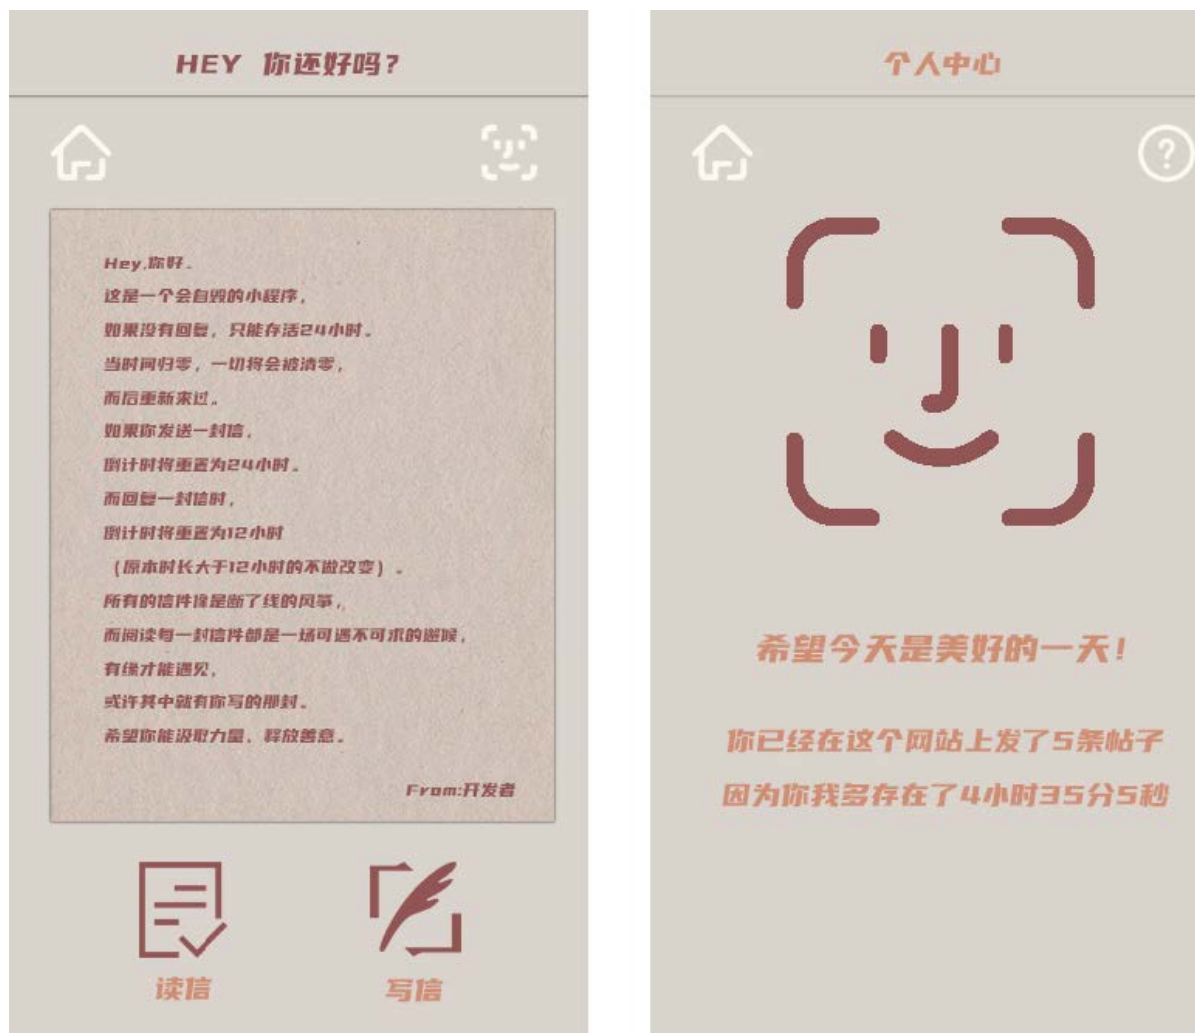 HEY 你还好吗？
Hey,你好。
这是一个会自毁的小程序，
如果没有回复，只能存活24小时。
当时间归零，一切将会被清零，
而后重新来过。
如果你发送一封信，
倒计时将重置为24小时。
而回复一封信时，
倒计时将重置为12小时
（原本时长大于12小时的不做改变）。
所有的信件像是断了线的风筝，
而阅读每一封信件都是一场可遇不可求的邂候，
有缘才能遇见，
或许其中就有你写的那封。
希望你能汲取力量、释放善意。
From:开发者
读信
写信
个人中心
?
希望今天是美好的一天！
你已经在这个网站上发了5条帖子
因为你我多存在了4小时35分5秒